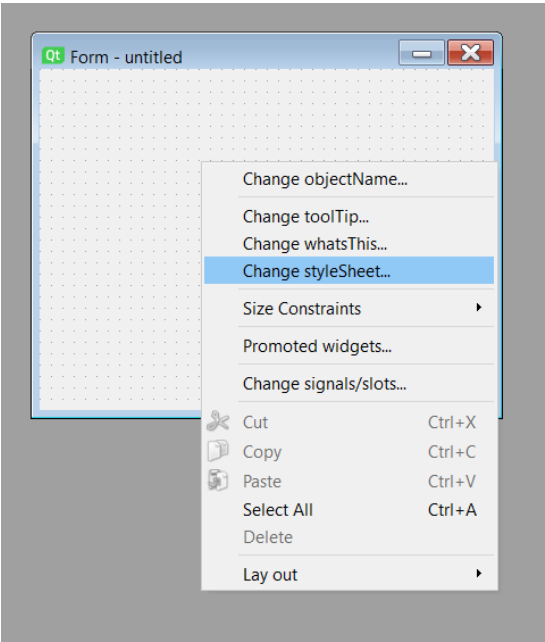 Qt Form - untitled
Change objectName...
Change toolTip...
Change whatsThis...
Change styleSheet...
Size Constraints
Promoted widgets...
Change signals/slots...
Cut Ctrl+X
Copy Ctrl+C
Paste Ctrl+V
Select All Ctrl+A
Delete
Lay out